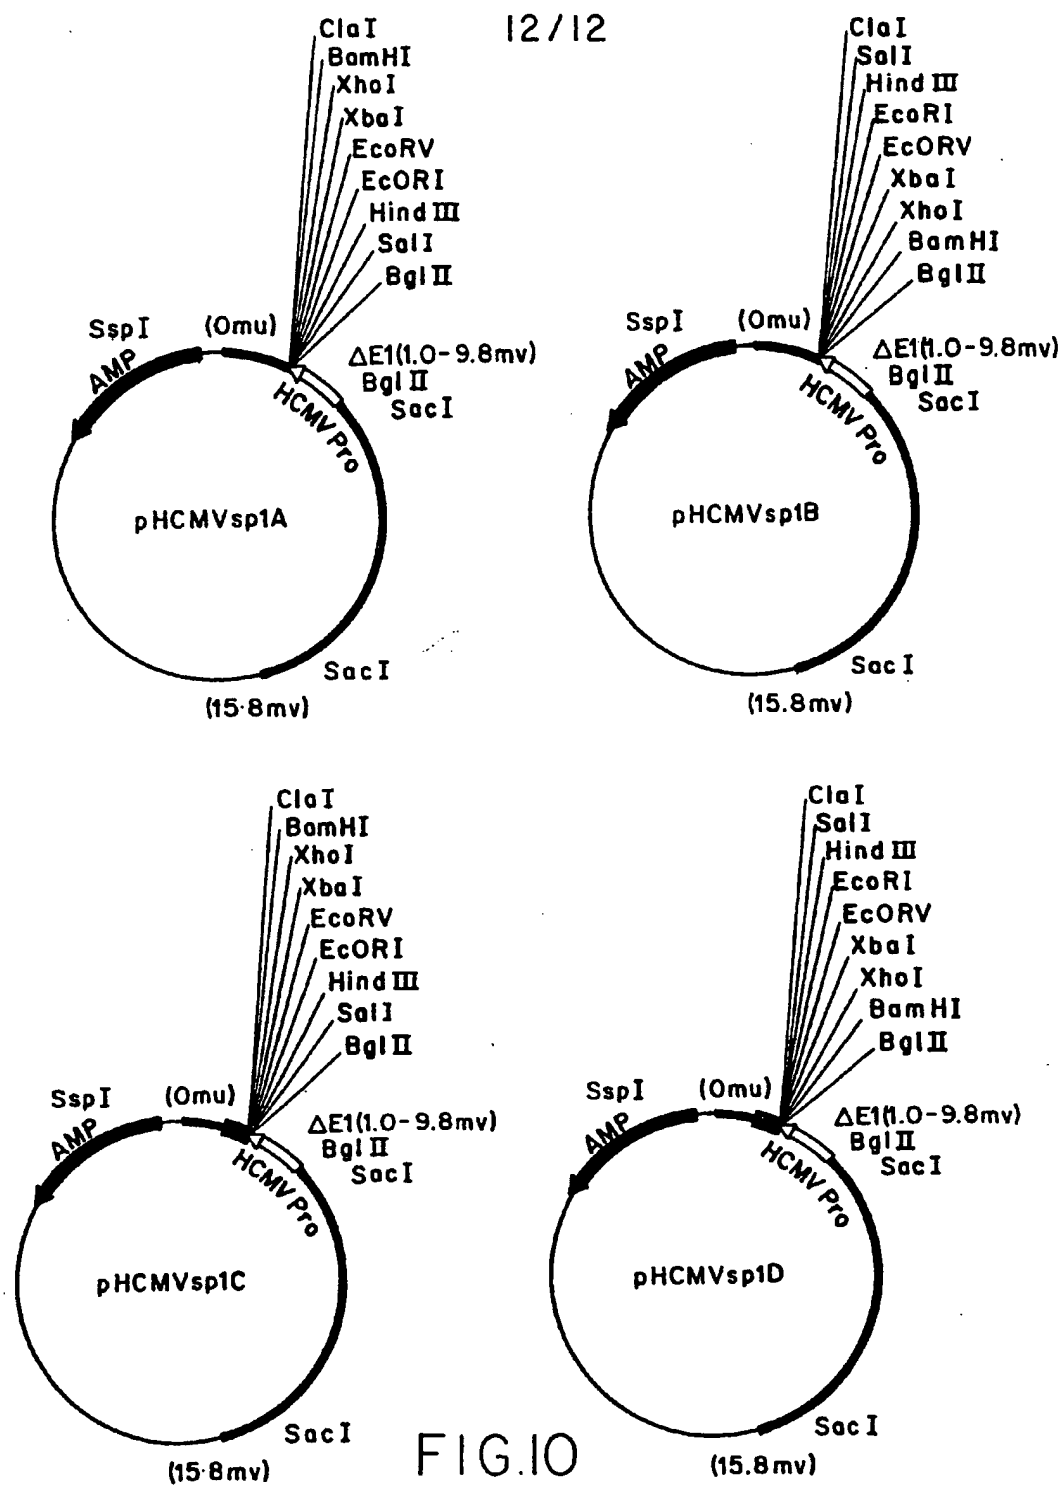 12/12
ClaI
BamHI
XhoI
XbaI
EcoRV
EcORI
Hind III
SalI
BglII
SspI
(Omu)
AMP
ΔE1(1.0-9.8mv)
BglII
SacI
HCMV Pro
pHCMVsp1A
SacI
(15·8mv)
ClaI
SalI
Hind III
EcoRI
EcORV
XbaI
XhoI
BamHI
BglII
SspI
(Omu)
AMP
ΔE1(1.0-9.8mv)
BglII
SacI
HCMV Pro
pHCMVsp1B
SacI
(15.8mv)
ClaI
BamHI
XhoI
XbaI
EcoRV
EcORI
Hind III
SalI
BglII
SspI
(Omu)
AMP
ΔE1(1.0-9.8mv)
BglII
SacI
HCMV Pro
pHCMVsp1C
SacI
(15·8mv)
ClaI
SalI
Hind III
EcoRI
EcORV
XbaI
XhoI
BamHI
BglII
SspI
(Omu)
AMP
ΔE1(1.0-9.8mv)
BglII
SacI
HCMV Pro
pHCMVsp1D
SacI
(15.8mv)
FIG.10